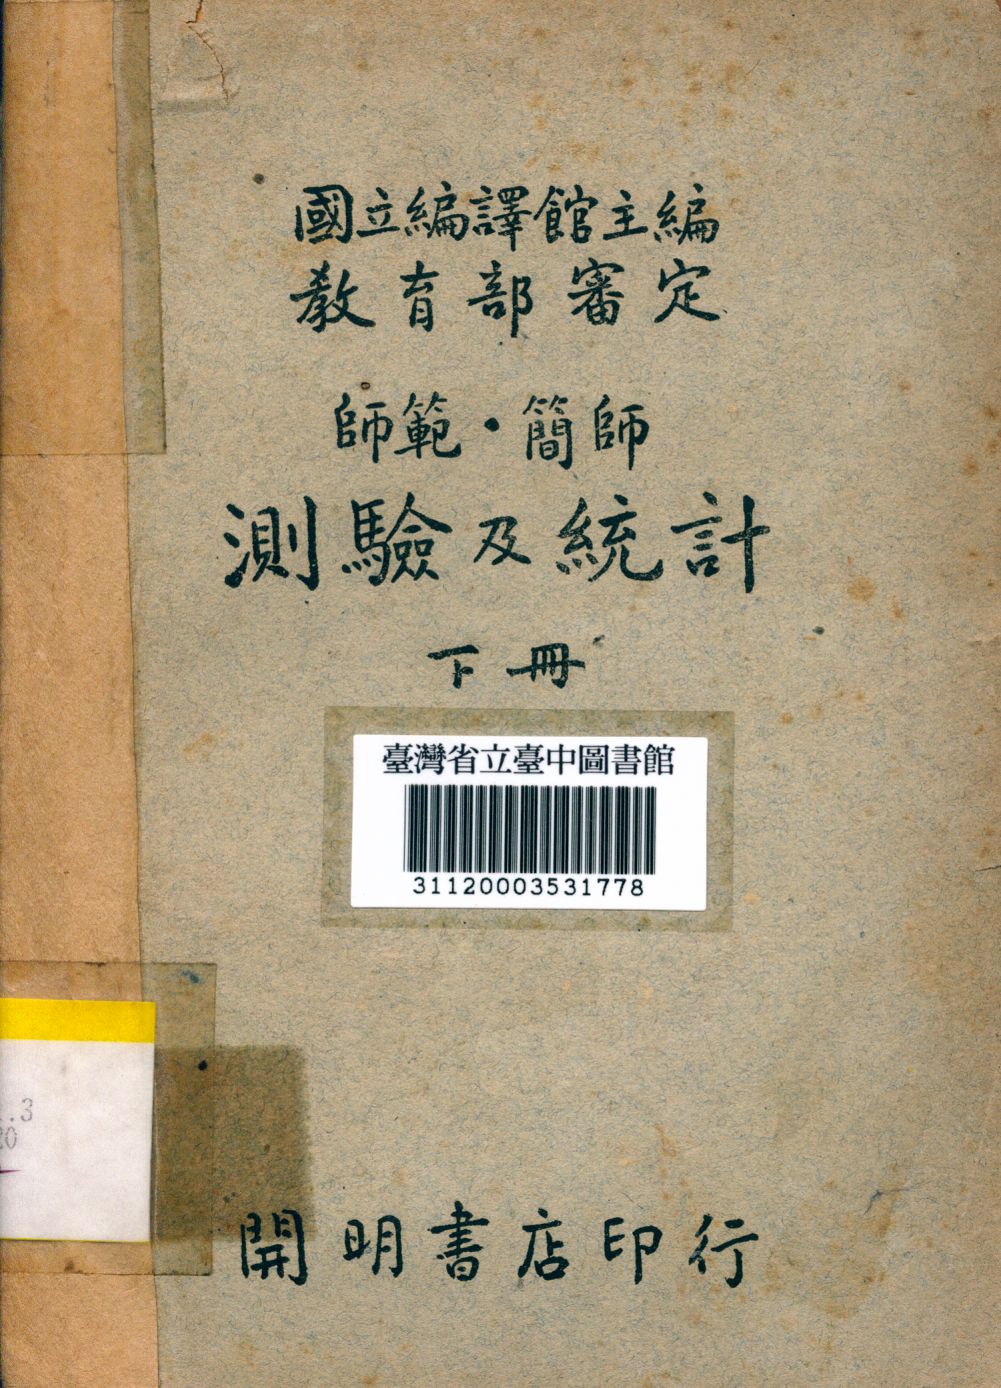 國立編譯館主編
教育部審定
師範・簡師
測驗及統計
下冊
臺灣省立臺中圖書館
31120003531778
.3
20
開明書店印行